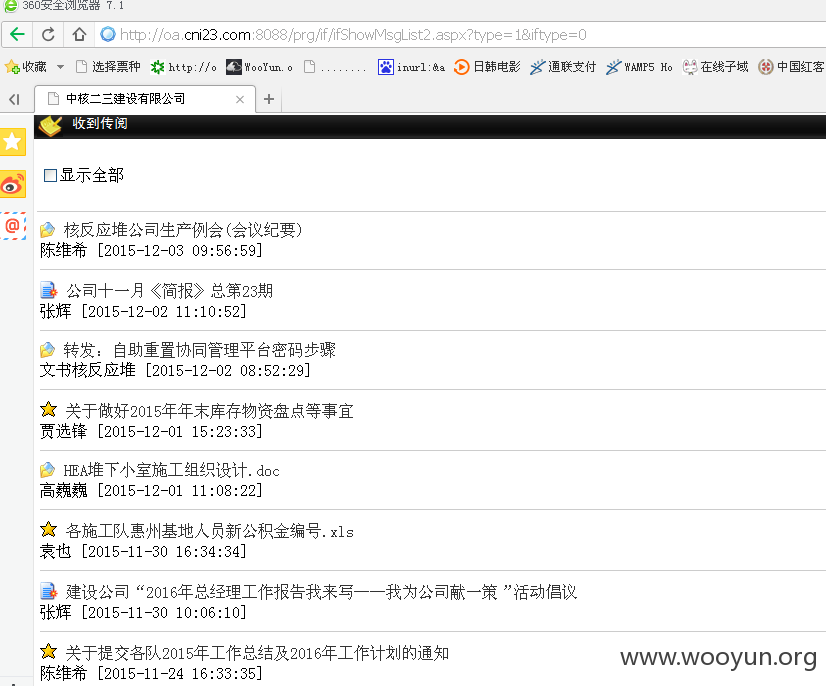 360安全浏览器 7.1
http://oa.cni23.com:8088/prg/if/ifShowMsgList2.aspx?type=1&iftype=0
收藏 选择票种 http://o WooYun.o ........ inurl:&a 日韩电影 通联支付 WAMP5 Ho 在线子域 中国红客
中核二三建设有限公司
收到传阅
显示全部
核反应堆公司生产例会(会议纪要)
陈维希 [2015-12-03 09:56:59]
公司十一月《简报》总第23期
张辉 [2015-12-02 11:10:52]
转发：自助重置协同管理平台密码步骤
文书核反应堆 [2015-12-02 08:52:29]
关于做好2015年年末库存物资盘点等事宜
贾选锋 [2015-12-01 15:23:33]
HEA堆下小室施工组织设计.doc
高巍巍 [2015-12-01 11:08:22]
各施工队惠州基地人员新公积金编号.xls
袁也 [2015-11-30 16:34:34]
建设公司“2016年总经理工作报告我来写——我为公司献一策 ”活动倡议
张辉 [2015-11-30 10:06:10]
关于提交各队2015年工作总结及2016年工作计划的通知
陈维希 [2015-11-24 16:33:35]
www.wooyun.org